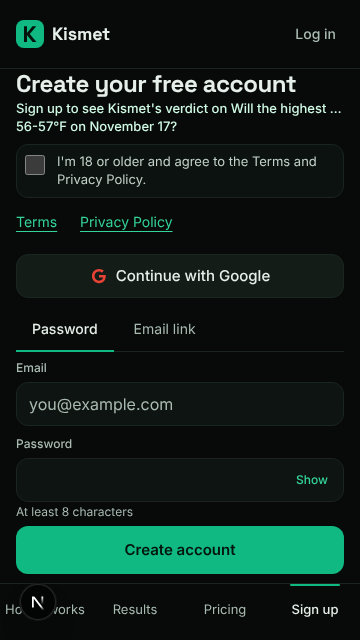 Kismet
Log in
Create your free account
Sign up to see Kismet's verdict on Will the highest ...
56-57°F on November 17?
I'm 18 or older and agree to the Terms and
Privacy Policy.
Terms Privacy Policy
Continue with Google
Password Email link
Email
you@example.com
Password
Show
At least 8 characters
Create account
Results Pricing Sign up